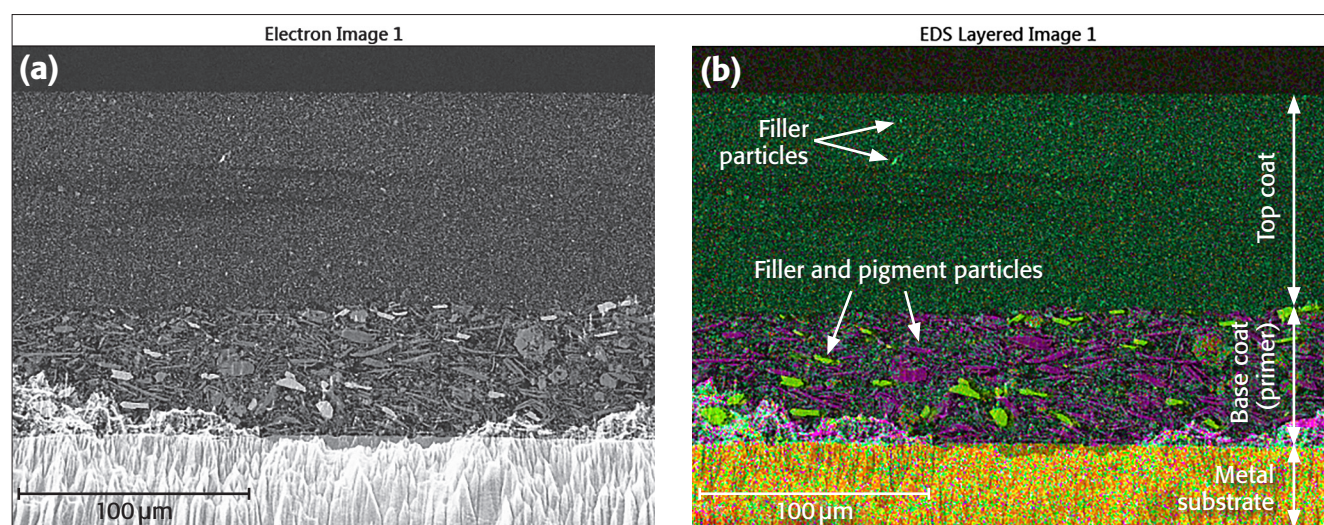 Electron Image 1
(a)
100 µm
EDS Layered Image 1
(b)
Filler
particles
Filler and pigment particles
Top coat
Base coat
(primer)
Metal
substrate
100 µm